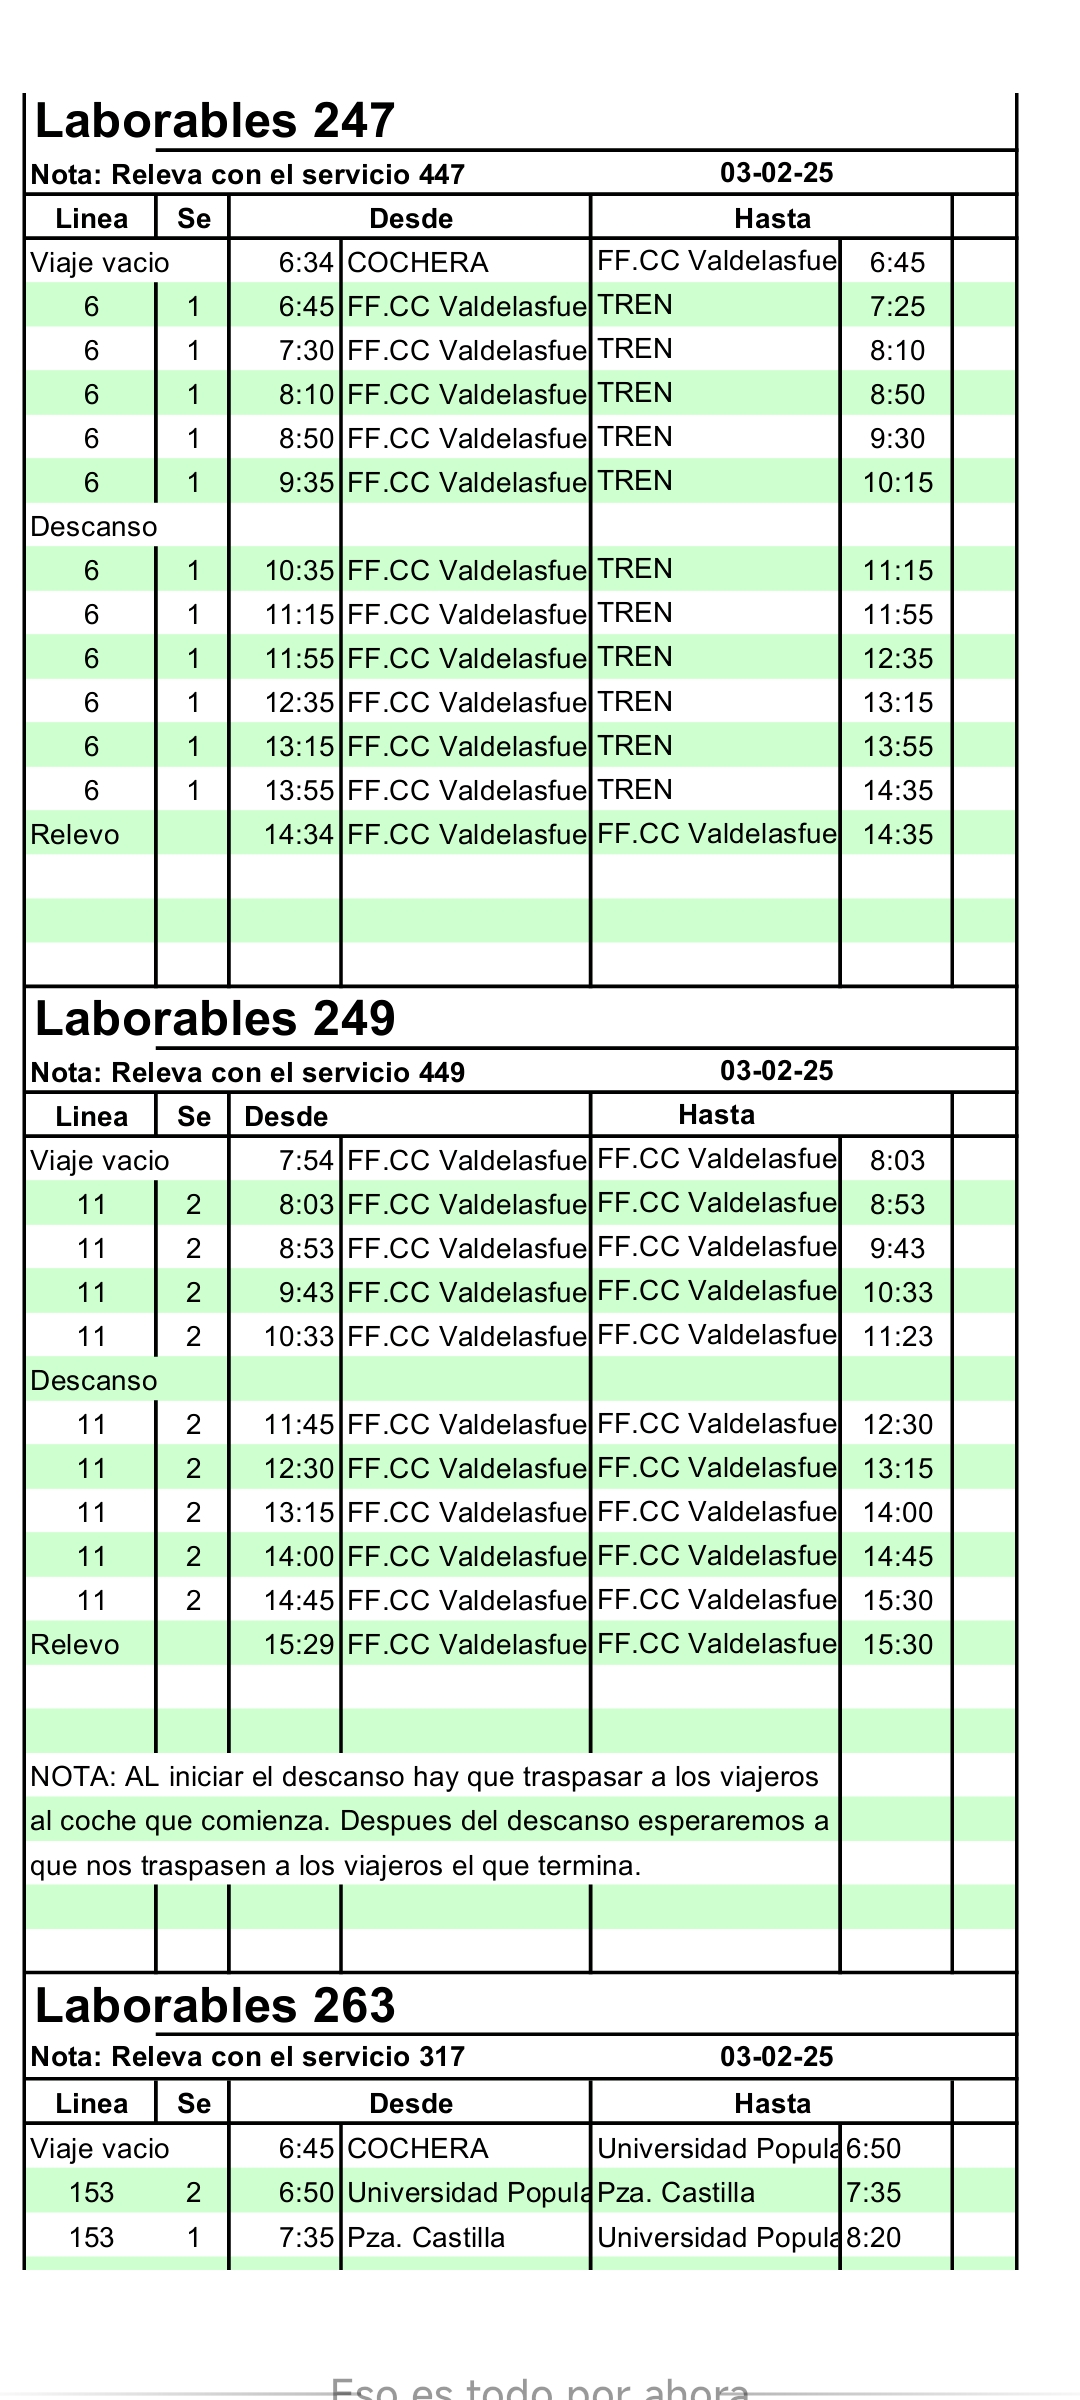 Laborables 247
Nota: Releva con el servicio 447 03-02-25
Linea Se Desde Hasta
Viaje vacio 6:34 COCHERA FF.CC Valdelasfue 6:45
6 1 6:45 FF.CC Valdelasfue TREN 7:25
6 1 7:30 FF.CC Valdelasfue TREN 8:10
6 1 8:10 FF.CC Valdelasfue TREN 8:50
6 1 8:50 FF.CC Valdelasfue TREN 9:30
6 1 9:35 FF.CC Valdelasfue TREN 10:15
Descanso
6 1 10:35 FF.CC Valdelasfue TREN 11:15
6 1 11:15 FF.CC Valdelasfue TREN 11:55
6 1 11:55 FF.CC Valdelasfue TREN 12:35
6 1 12:35 FF.CC Valdelasfue TREN 13:15
6 1 13:15 FF.CC Valdelasfue TREN 13:55
6 1 13:55 FF.CC Valdelasfue TREN 14:35
Relevo 14:34 FF.CC Valdelasfue FF.CC Valdelasfue 14:35
Laborables 249
Nota: Releva con el servicio 449 03-02-25
Linea Se Desde Hasta
Viaje vacio 7:54 FF.CC Valdelasfue FF.CC Valdelasfue 8:03
11 2 8:03 FF.CC Valdelasfue FF.CC Valdelasfue 8:53
11 2 8:53 FF.CC Valdelasfue FF.CC Valdelasfue 9:43
11 2 9:43 FF.CC Valdelasfue FF.CC Valdelasfue 10:33
11 2 10:33 FF.CC Valdelasfue FF.CC Valdelasfue 11:23
Descanso
11 2 11:45 FF.CC Valdelasfue FF.CC Valdelasfue 12:30
11 2 12:30 FF.CC Valdelasfue FF.CC Valdelasfue 13:15
11 2 13:15 FF.CC Valdelasfue FF.CC Valdelasfue 14:00
11 2 14:00 FF.CC Valdelasfue FF.CC Valdelasfue 14:45
11 2 14:45 FF.CC Valdelasfue FF.CC Valdelasfue 15:30
Relevo 15:29 FF.CC Valdelasfue FF.CC Valdelasfue 15:30
NOTA: AL iniciar el descanso hay que traspasar a los viajeros
al coche que comienza. Despues del descanso esperaremos a
que nos traspasen a los viajeros el que termina.
Laborables 263
Nota: Releva con el servicio 317 03-02-25
Linea Se Desde Hasta
Viaje vacio 6:45 COCHERA Universidad Popula 6:50
153 2 6:50 Universidad Popula Pza. Castilla 7:35
153 1 7:35 Pza. Castilla Universidad Popula 8:20
Eso es todo por ahora